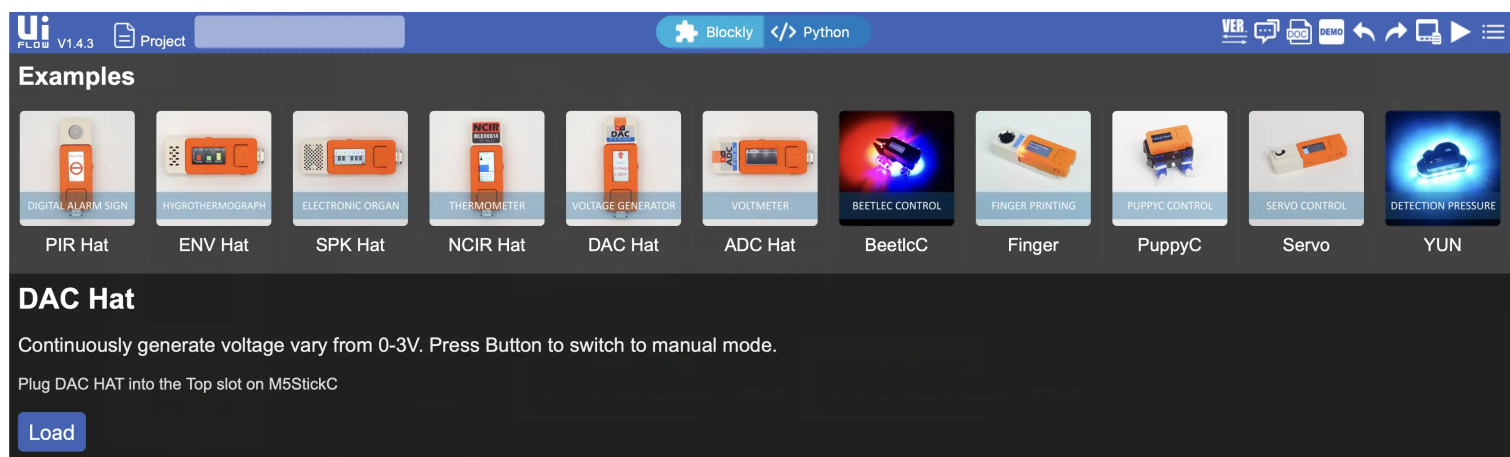 Ui
FLOW V1.4.3 Project Blockly </> Python VER. DOC DEMO
Examples
NCIR
MLX90614
DAC
ADC
DIGITAL ALARM SIGN HYGROTHERMOGRAPH ELECTRONIC ORGAN THERMOMETER VOLTAGE GENERATOR VOLTMETER BEETLEC CONTROL FINGER PRINTING PUPPYC CONTROL SERVO CONTROL DETECTION PRESSURE
PIR Hat ENV Hat SPK Hat NCIR Hat DAC Hat ADC Hat BeetlcC Finger PuppyC Servo YUN
DAC Hat
Continuously generate voltage vary from 0-3V. Press Button to switch to manual mode.
Plug DAC HAT into the Top slot on M5StickC
Load